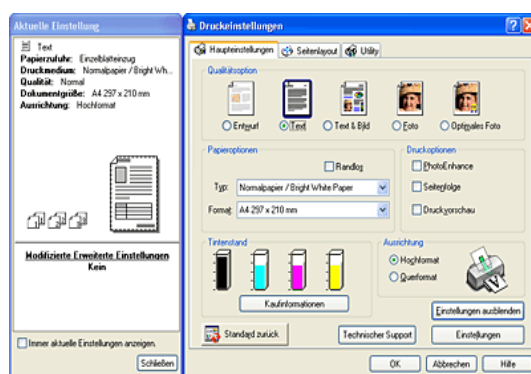 Aktuelle Einstellung
Text
Papierzufuhr: Einzelblatteinzug
Druckmedium: Normalpapier / Bright Wh...
Qualität: Normal
Dokumentgröße: A4 297 x 210 mm
Ausrichtung: Hochformat
Modifizierte Erweiterte Einstellungen
Kein
Immer aktuelle Einstellungen anzeigen.
Schließen
Druckeinstellungen
Haupteinstellungen
Seitenlayout
Utility
Qualitätsoption
Entwurf
Text
Text & Bild
Foto
Optimales Foto
Papieroptionen
Randlos
Typ: Normalpapier / Bright White Paper
Format: A4 297 x 210 mm
Druckoptionen
PhotoEnhance
Seitenfolge
Druckvorschau
Tintenstand
Kaufinformationen
Ausrichtung
Hochformat
Querformat
Einstellungen ausblenden
Standard zurück
Technischer Support
Einstellungen
OK
Abbrechen
Hilfe